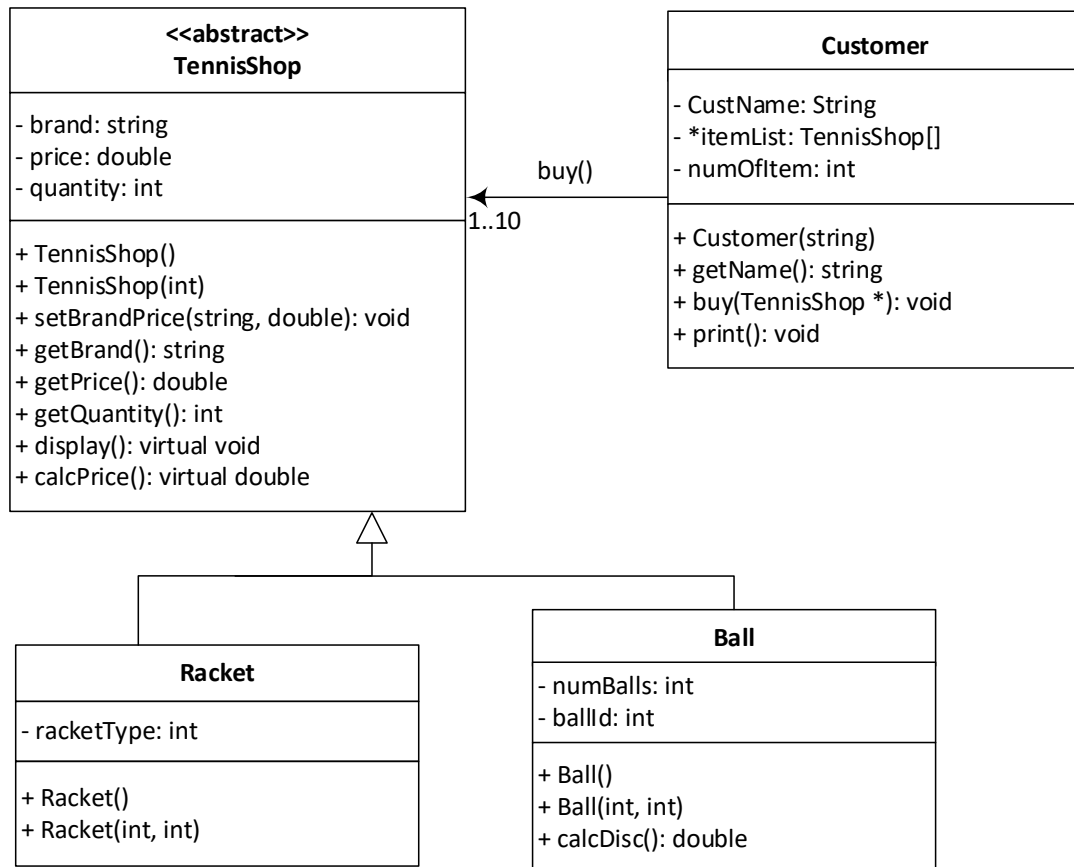 <<abstract>>
TennisShop
- brand: string
- price: double
- quantity: int
+ TennisShop()
+ TennisShop(int)
+ setBrandPrice(string, double): void
+ getBrand(): string
+ getPrice(): double
+ getQuantity(): int
+ display(): virtual void
+ calcPrice(): virtual double
buy()
1..10
Customer
- CustName: String
- *itemList: TennisShop[]
- numOfItem: int
+ Customer(string)
+ getName(): string
+ buy(TennisShop *): void
+ print(): void
Racket
- racketType: int
+ Racket()
+ Racket(int, int)
Ball
- numBalls: int
- ballId: int
+ Ball()
+ Ball(int, int)
+ calcDisc(): double